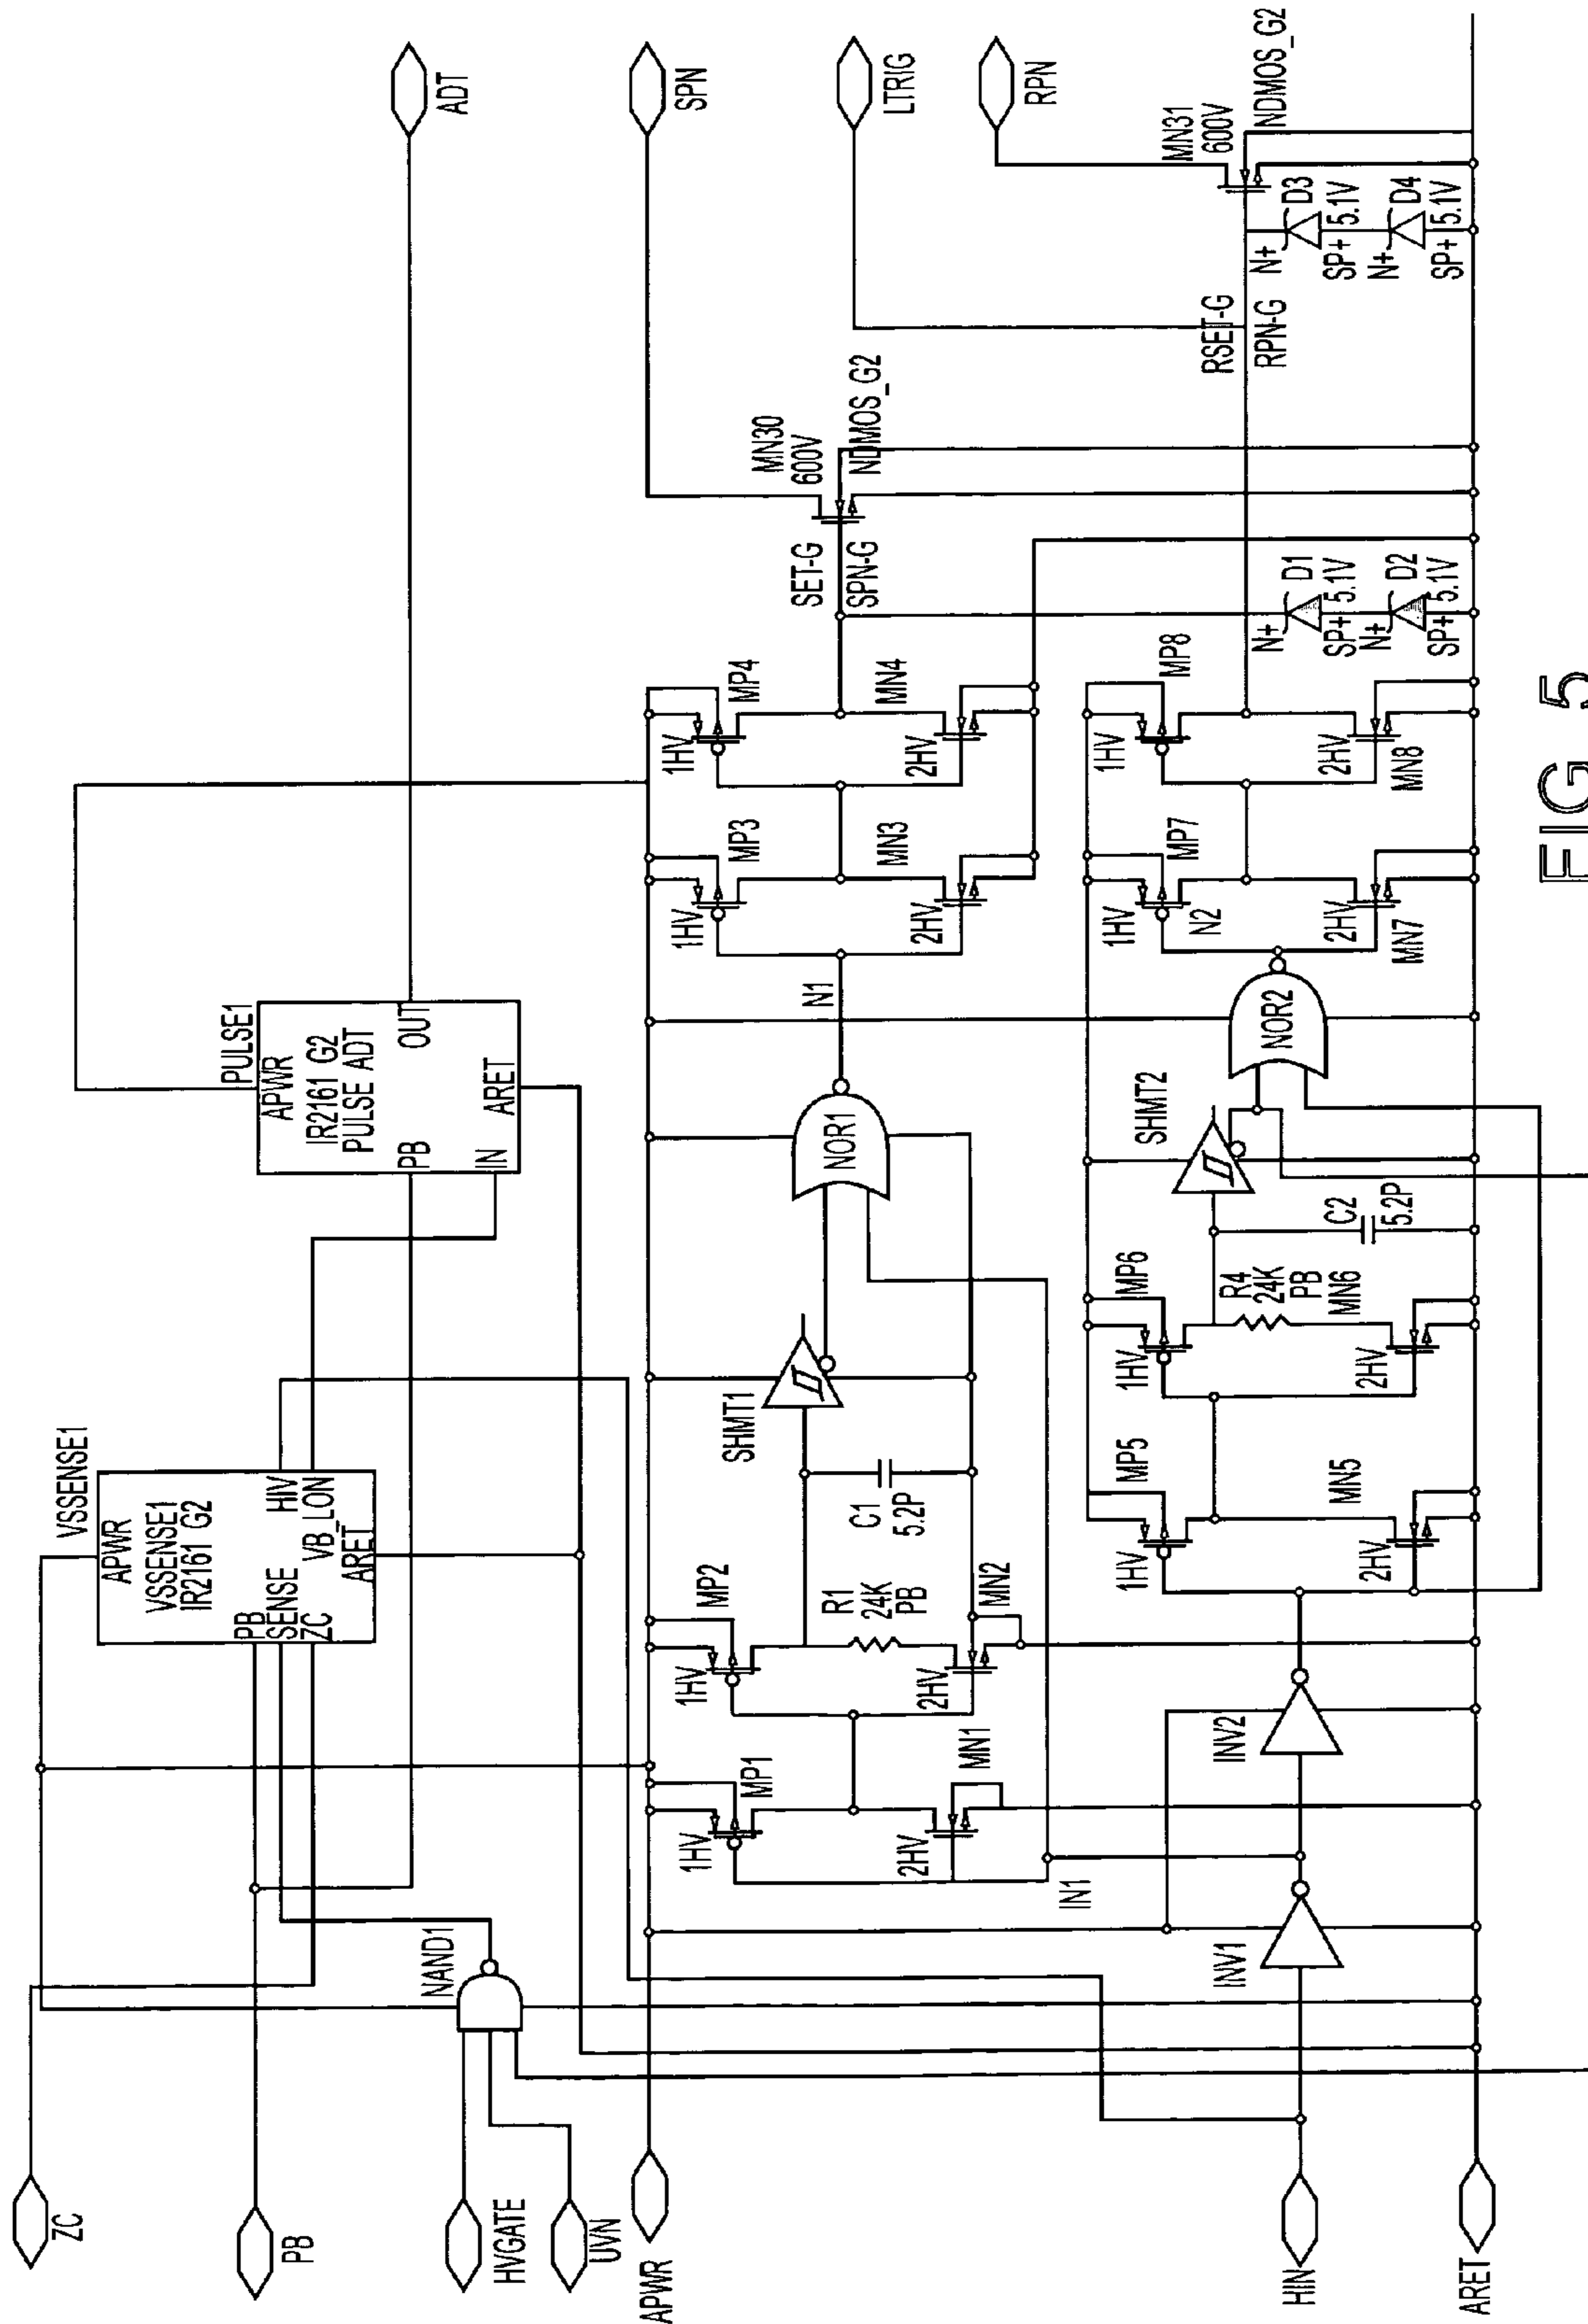 ZC
PB
HVGATE
UVN
APWR
HIN
ARET
NAND1
VSSENSE1
APWR
VSSENSE1
IR2161 G2
PB
SENSE
ZC
HIV
VB_LON
ARET
PULSE1
APWR
IR2161 G2
PULSE ADT
PB
IN
OUT
ARET
ADT
SPN
LTRIG
RPN
1HV
MP1
2HV
MN1
IN1
1HV
MP2
R1
24K
PB
2HV
MN2
C1
5.2P
SHMT1
NOR1
N1
1HV
MP3
2HV
MN3
1HV
MP4
2HV
MN4
SET-G
SPN-G
MN30
600V
NDMOS_G2
INV1
INV2
1HV
MP5
2HV
MN5
1HV
MP6
R4
24K
PB
MN6
2HV
C2
5.2P
SHMT2
NOR2
1HV
MP7
N2
2HV
MN7
1HV
MP8
2HV
MN8
N+
D1
SP+ 5.1V
N+
D2
SP+ 5.1V
RSET-G
RPN-G
MN31
600V
NDMOS_G2
N+
D3
SP+ 5.1V
N+
D4
SP+ 5.1V
FIG 5